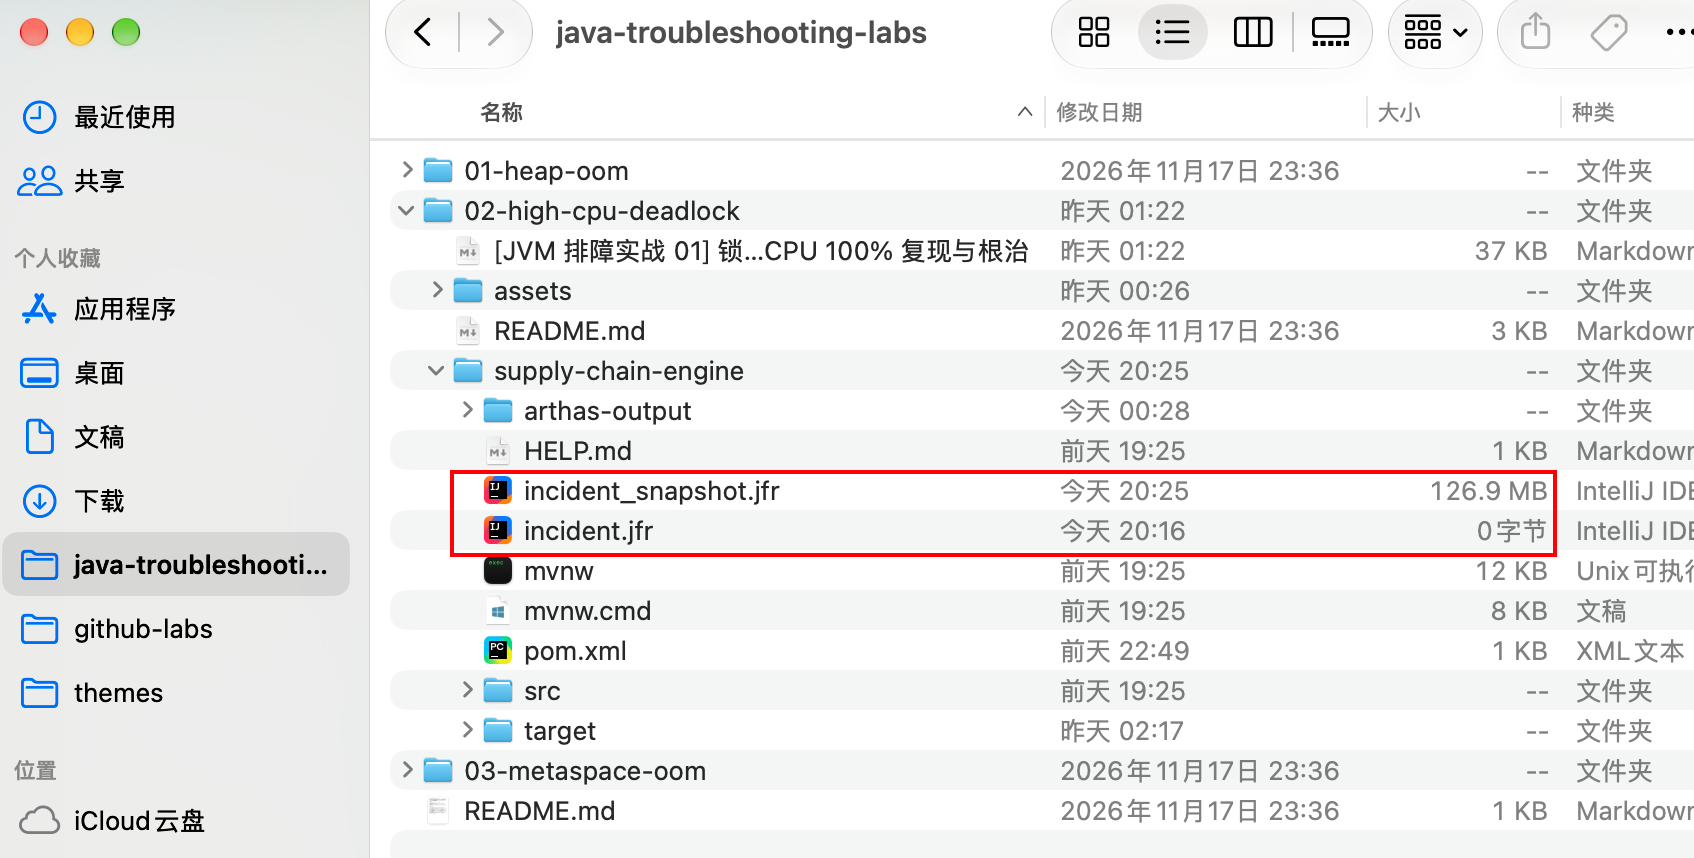 java-troubleshooting-labs
最近使用
共享
个人收藏
应用程序
桌面
文稿
下载
java-troubleshooti...
github-labs
themes
位置
iCloud云盘
名称 修改日期 大小 种类
01-heap-oom 2026年11月17日 23:36 -- 文件夹
02-high-cpu-deadlock 昨天 01:22 -- 文件夹
[JVM 排障实战 01] 锁...CPU 100% 复现与根治 昨天 01:22 37 KB Markdown
assets 昨天 00:26 -- 文件夹
README.md 2026年11月17日 23:36 3 KB Markdown
supply-chain-engine 今天 20:25 -- 文件夹
arthas-output 今天 00:28 -- 文件夹
HELP.md 前天 19:25 1 KB Markdown
incident_snapshot.jfr 今天 20:25 126.9 MB IntelliJ IDE
incident.jfr 今天 20:16 0字节 IntelliJ IDE
mvnw 前天 19:25 12 KB Unix可执行
mvnw.cmd 前天 19:25 8 KB 文稿
pom.xml 前天 22:49 1 KB XML文本
src 前天 19:25 -- 文件夹
target 昨天 02:17 -- 文件夹
03-metaspace-oom 2026年11月17日 23:36 -- 文件夹
README.md 2026年11月17日 23:36 1 KB Markdown